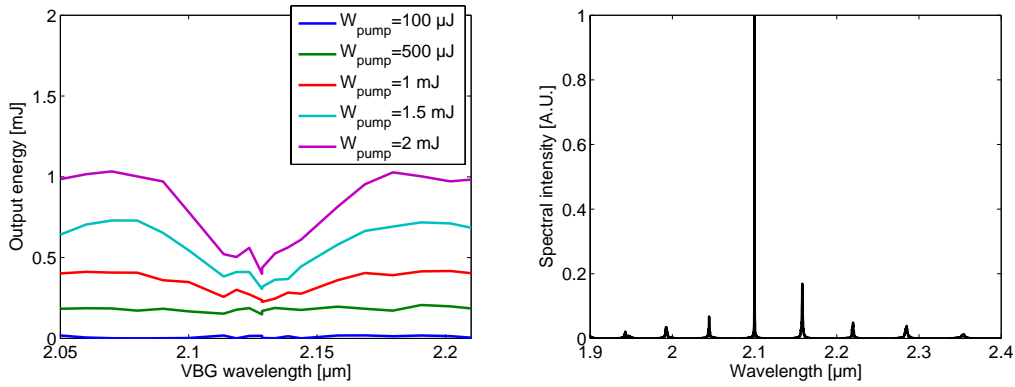 W_pump=100 µJ
W_pump=500 µJ
W_pump=1 mJ
W_pump=1.5 mJ
W_pump=2 mJ
2
1.5
1
0.5
0
Output energy [mJ]
2.05
2.1
2.15
2.2
VBG wavelength [µm]
1
0.8
0.6
0.4
0.2
0
Spectral intensity [A.U.]
1.9
2
2.1
2.2
2.3
2.4
Wavelength [µm]